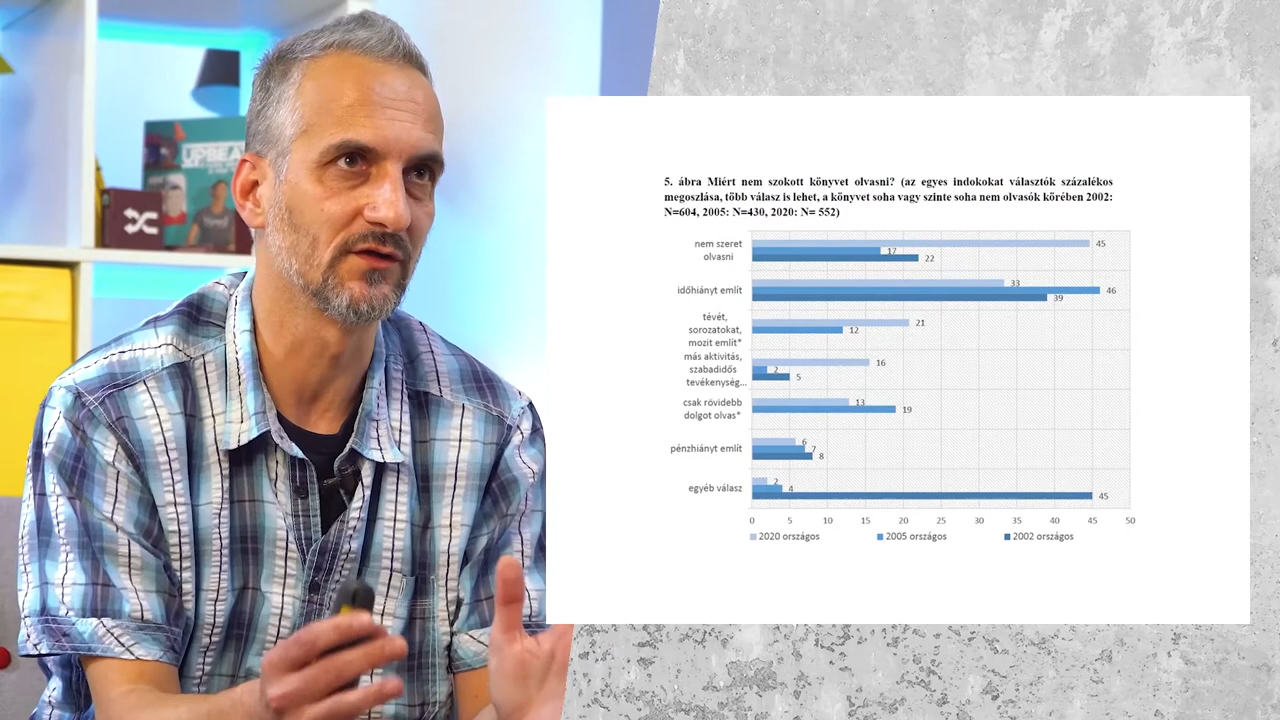 UPBEA
5. ábra Miért nem szokott könyvet olvasni? (az egyes indokokat választók százalékos
megoszlása, több válasz is lehet, a könyvet soha vagy szinte soha nem olvasók körében 2002:
N=604, 2005: N=430, 2020: N= 552)
nem szeret
olvasni
45
17
22
időhiányt említ
33
46
39
tévét,
sorozatokat,
mozit említ*
21
12
más aktivitás,
szabadidős
tevékenység...
16
2
5
csak rövidebb
dolgot olvas*
13
19
pénzhiányt említ
6
7
8
egyéb válasz
2
4
45
0 5 10 15 20 25 30 35 40 45 50
2020 országos 2005 országos 2002 országos